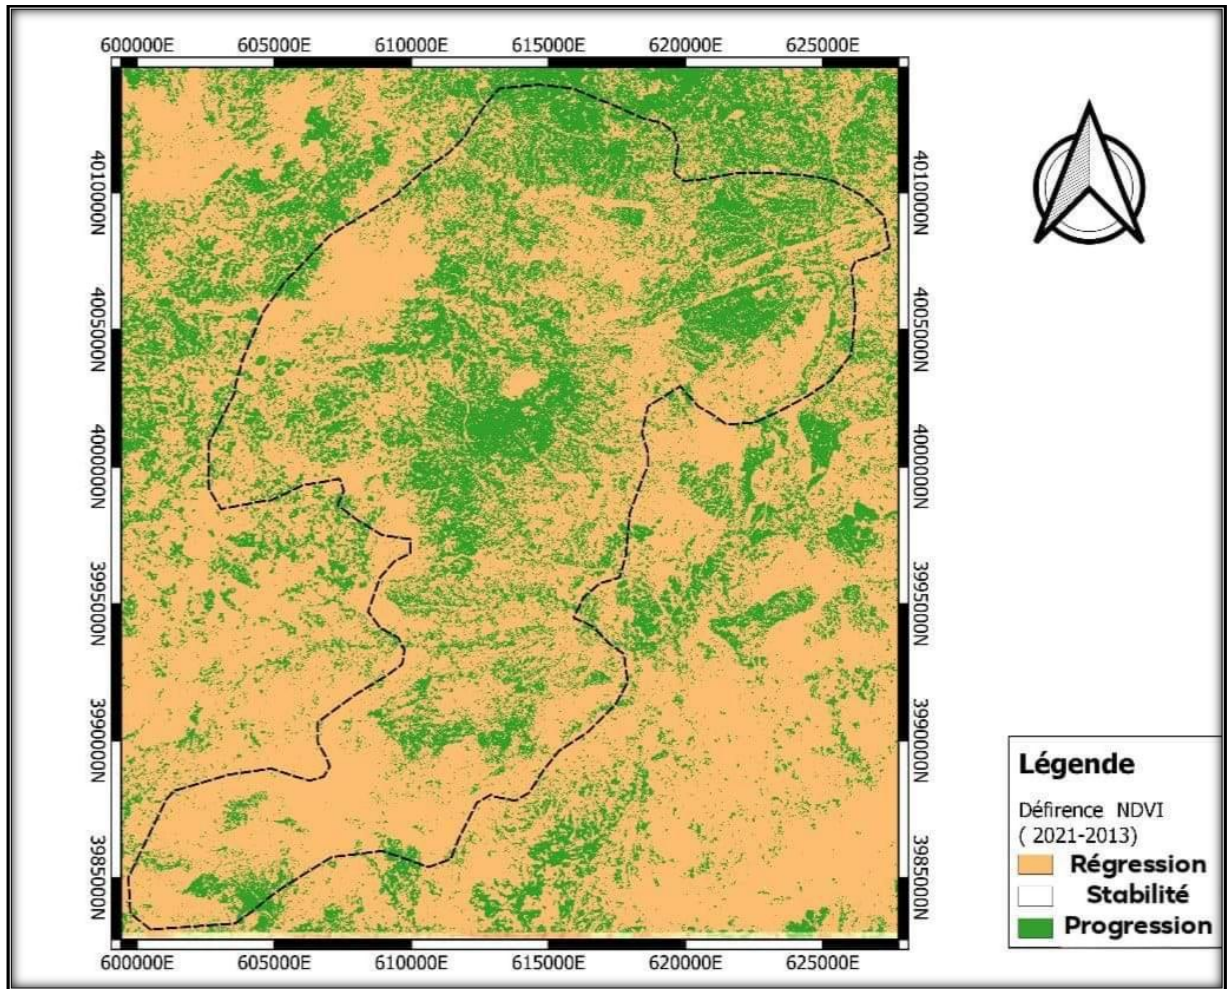 600000E 605000E 610000E 615000E 620000E 625000E
4010000N 4010000N
4005000N 4005000N
4000000N 4000000N
3995000N 3995000N
3990000N 3990000N
3985000N 3985000N
600000E 605000E 610000E 615000E 620000E 625000E
Légende
Défirence NDVI
( 2021-2013)
Régression
Stabilité
Progression